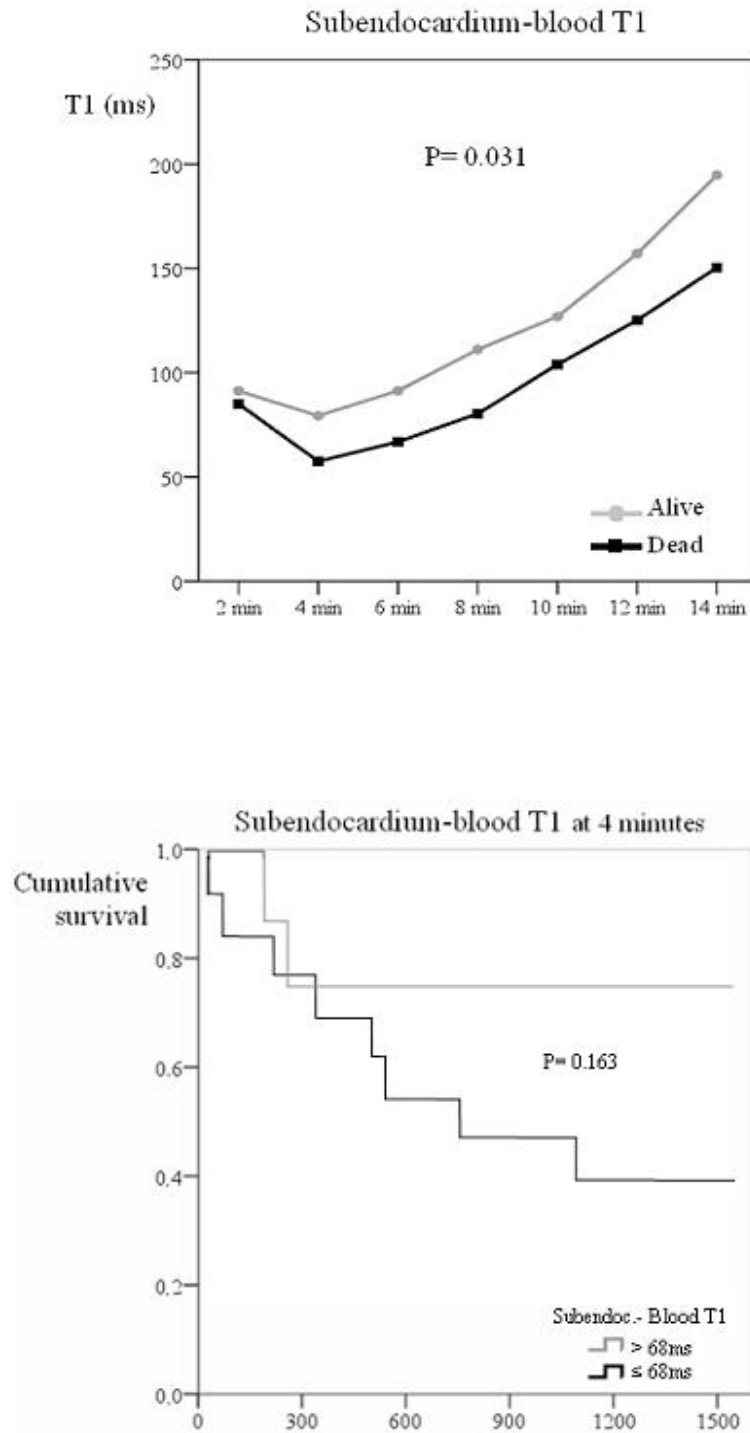 Subendocardium-blood T1
250
T1 (ms)
P= 0.031
200
150
100
50
Alive
Dead
0
2 min 4 min 6 min 8 min 10 min 12 min 14 min
Subendocardium-blood T1 at 4 minutes
1.0
Cumulative
survival
0.8
P= 0.163
0.6
0.4
0.2
Subendoc.- Blood T1
> 68ms
≤ 68ms
0.0
0 300 600 900 1200 1500